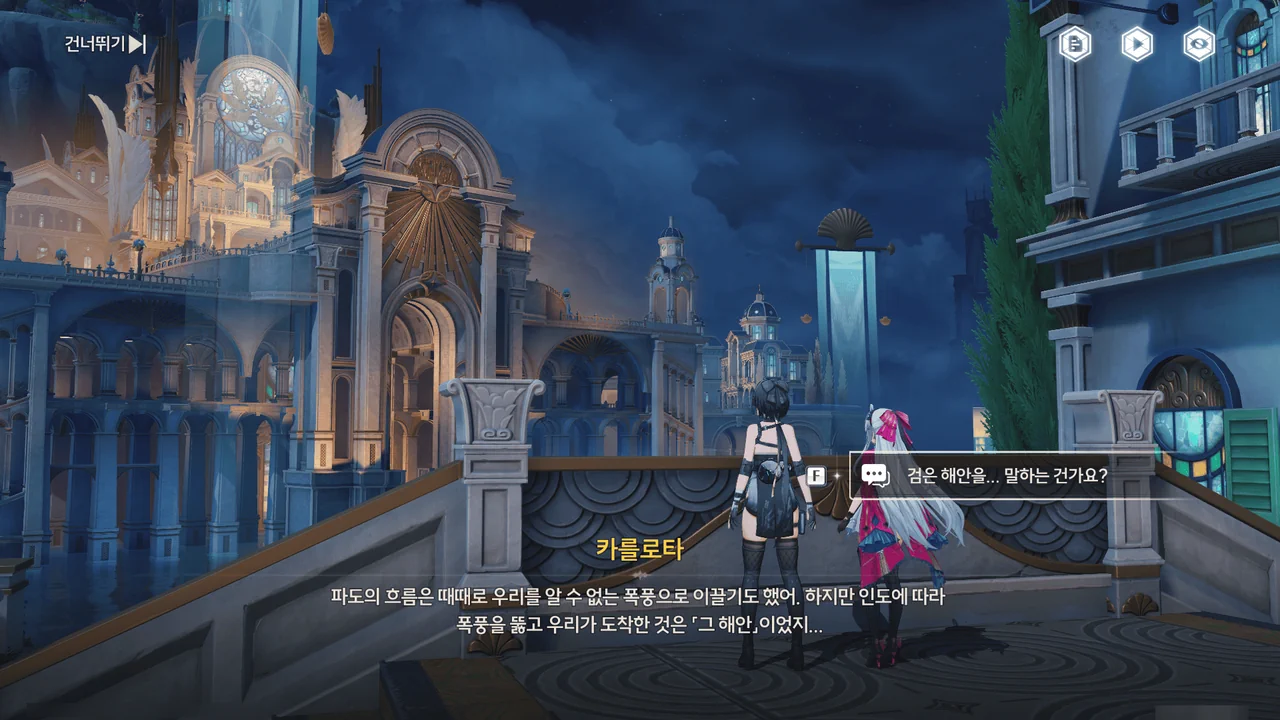 건너뛰기
F
검은 해안을... 말하는 건가요?
카를로타
파도의 흐름은 때때로 우리를 알 수 없는 폭풍으로 이끌기도 했어, 하지만 인도에 따라
폭풍을 뚫고 우리가 도착한 것은 「그 해안」이었지...